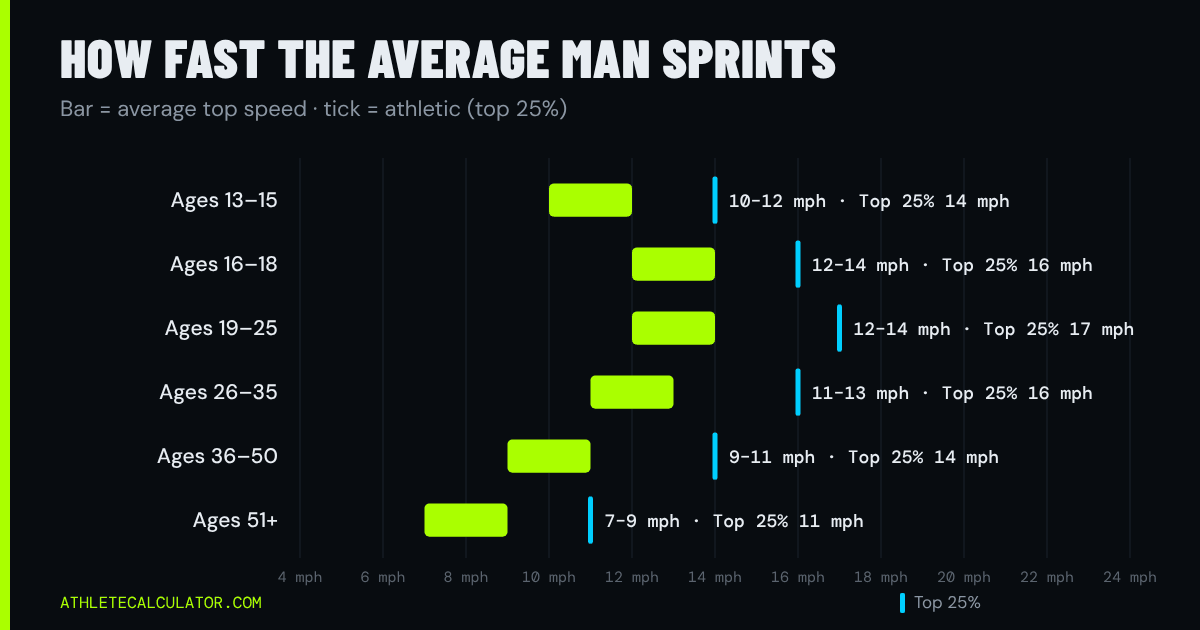 HOW FAST THE AVERAGE MAN SPRINTS
Bar = average top speed · tick = athletic (top 25%)
Ages 13–15
10–12 mph · Top 25% 14 mph
Ages 16–18
12–14 mph · Top 25% 16 mph
Ages 19–25
12–14 mph · Top 25% 17 mph
Ages 26–35
11–13 mph · Top 25% 16 mph
Ages 36–50
9–11 mph · Top 25% 14 mph
Ages 51+
7–9 mph · Top 25% 11 mph
4 mph 6 mph 8 mph 10 mph 12 mph 14 mph 16 mph 18 mph 20 mph 22 mph 24 mph
ATHLETECALCULATOR.COM
Top 25%